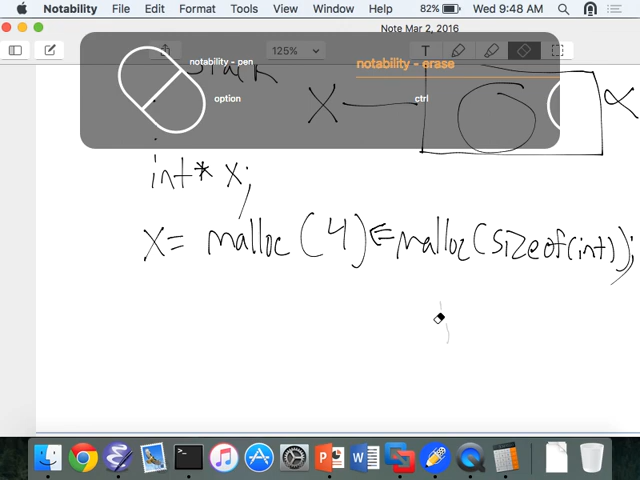 Notability File Edit Format Tools View Window 82% Wed 9:48 AM
Note Mar 2, 2016
125% T
notability - pen notability - erase
option ctrl
Stack
X α
int* x;
X= malloc (4) ⇐ malloc(sizeof(int));